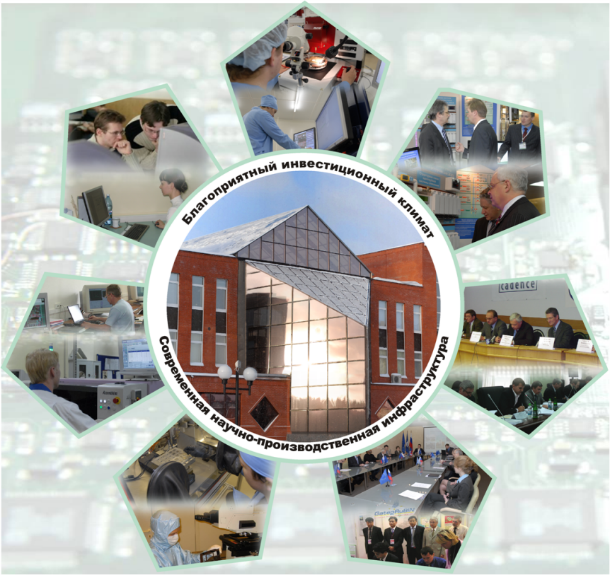 Благоприятный инвестиционный климат
cadence
Современная научно-производственная инфраструктура